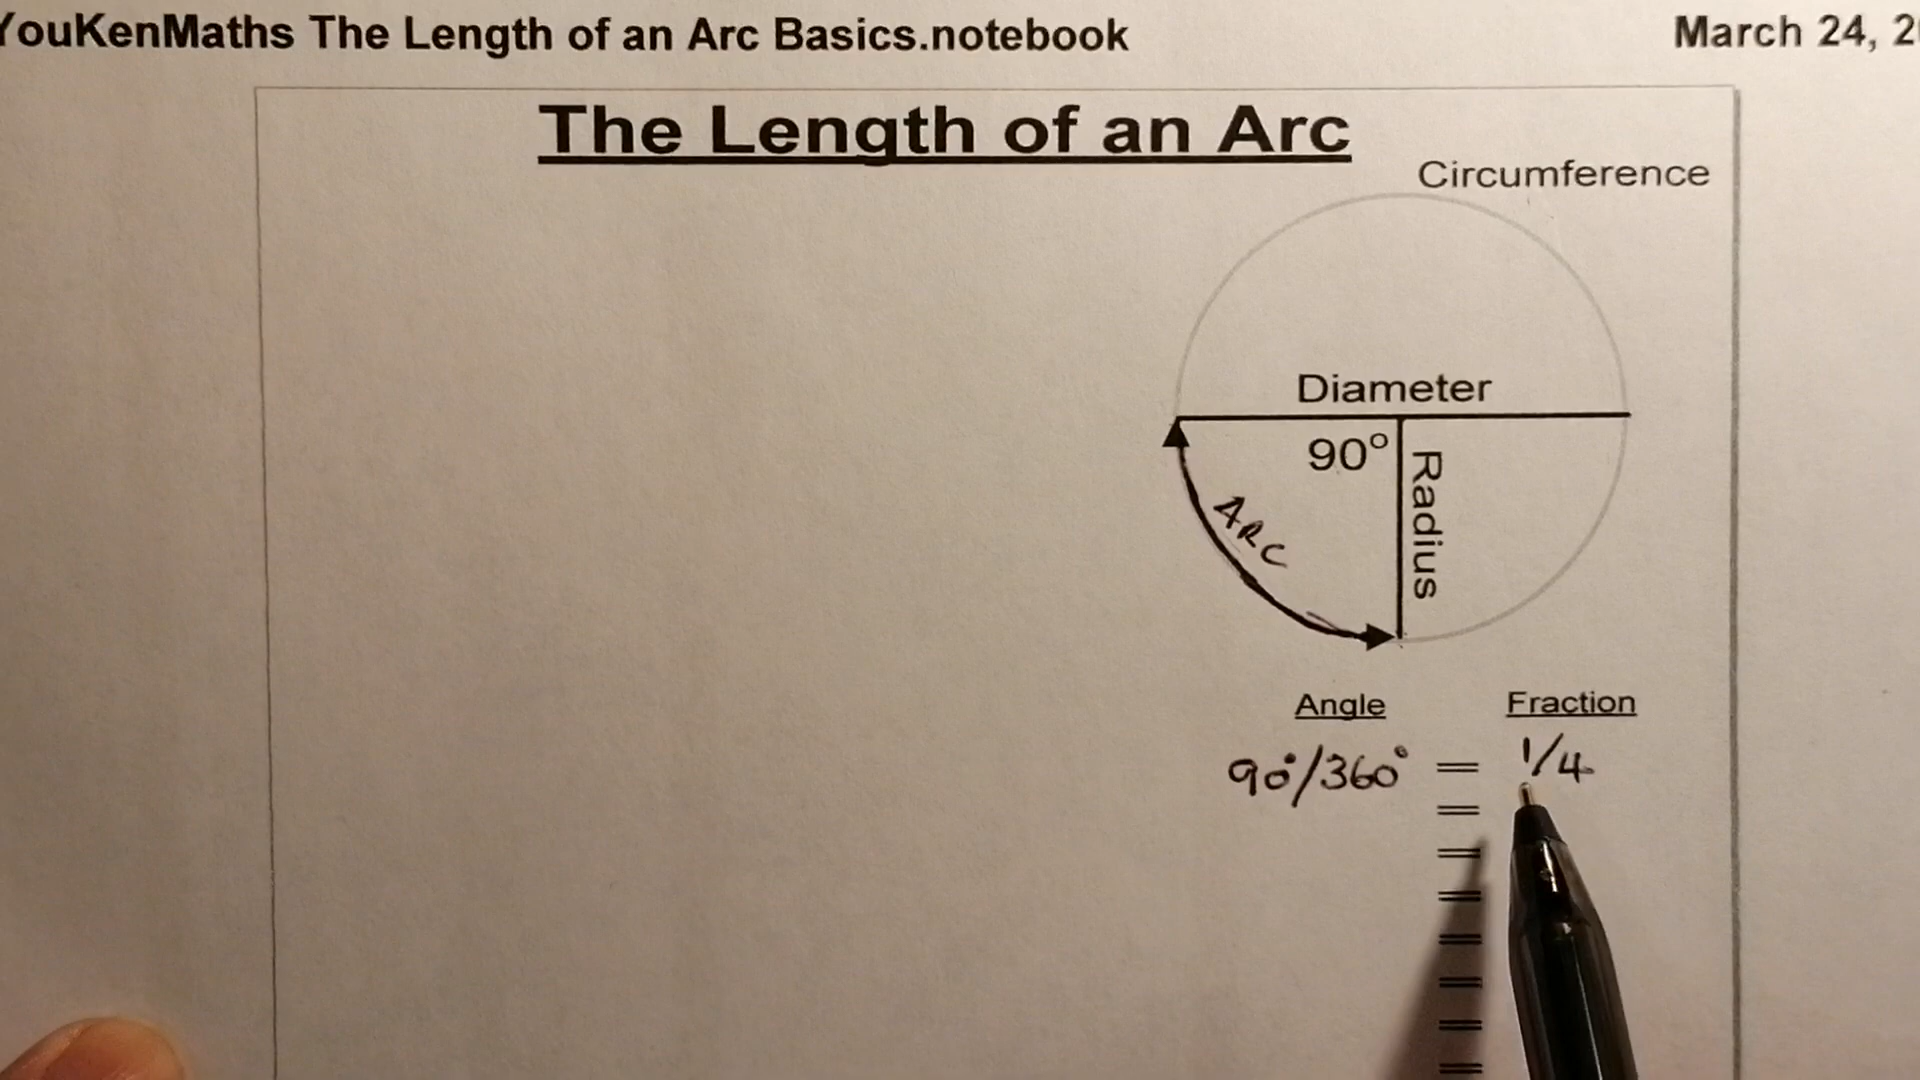 YouKenMaths The Length of an Arc Basics.notebook
March 24, 2
The Length of an Arc
Circumference
Diameter
90°
Radius
ARC
Angle Fraction
90°/360° = 1/4
=
=
=
=
=
=
=